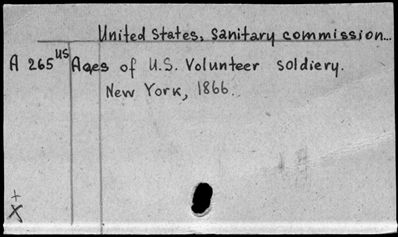 United States, Sanitary commission...
A 265 US Ages of U.S. Volunteer soldiery.
New York, 1866.
+
X